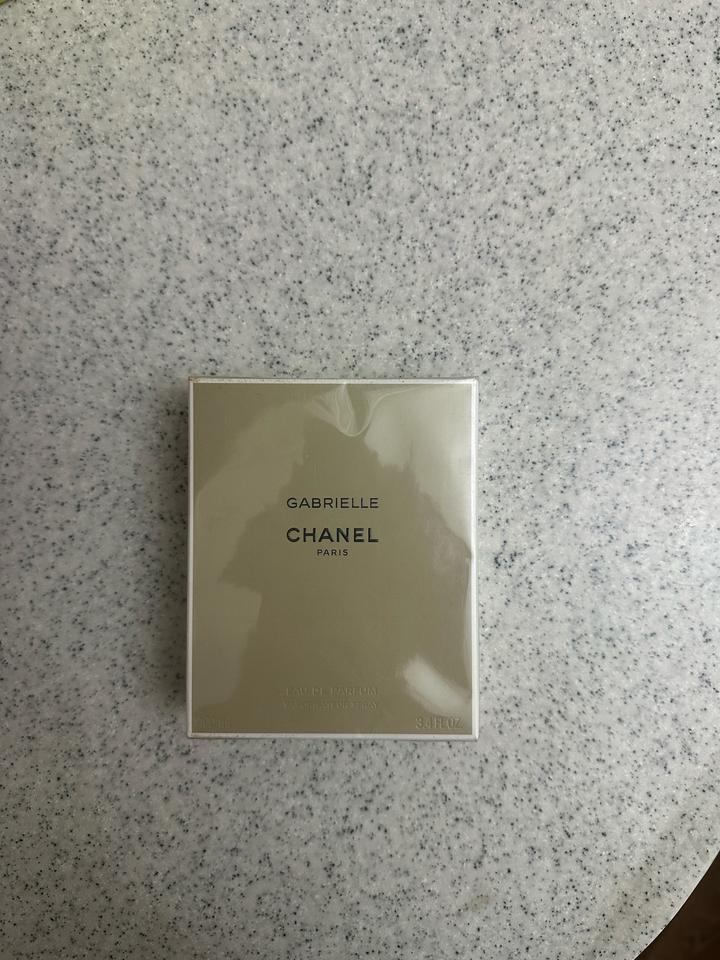 GABRIELLE
CHANEL
PARIS
EAU DE PARFUM
3.4 FL.OZ.